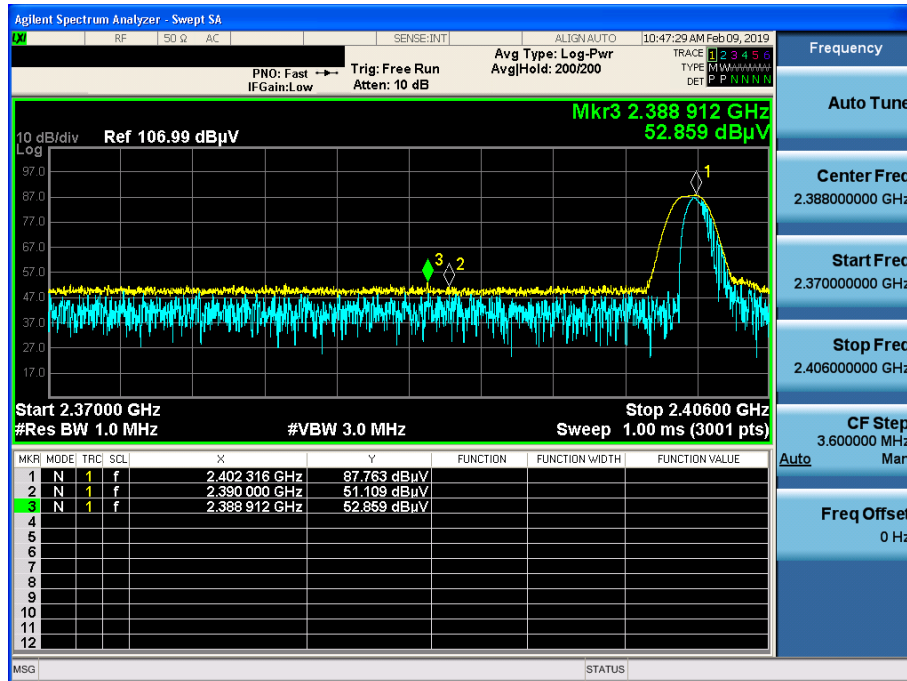 Agilent Spectrum Analyzer - Swept SA
LXI RF 50 Ω AC SENSE:INT ALIGN AUTO 10:47:29 AM Feb 09, 2019
PNO: Fast Trig: Free Run Avg Type: Log-Pwr TRACE 1 2 3 4 5 6
IFGain:Low Atten: 10 dB Avg|Hold: 200/200 TYPE M W
DET P P N N N N
Mkr3 2.388 912 GHz
52.859 dBµV
10 dB/div Ref 106.99 dBµV
Log
97.0
87.0
77.0
67.0
57.0
47.0
37.0
27.0
17.0
1
3
2
Start 2.37000 GHz Stop 2.40600 GHz
#Res BW 1.0 MHz #VBW 3.0 MHz Sweep 1.00 ms (3001 pts)
MKR MODE TRC SCL X Y FUNCTION FUNCTION WIDTH FUNCTION VALUE
1 N 1 f 2.402 316 GHz 87.763 dBµV
2 N 1 f 2.390 000 GHz 51.109 dBµV
3 N 1 f 2.388 912 GHz 52.859 dBµV
4
5
6
7
8
9
10
11
12
MSG STATUS
Frequency
Auto Tune
Center Freq
2.388000000 GHz
Start Freq
2.370000000 GHz
Stop Freq
2.406000000 GHz
CF Step
3.600000 MHz
Auto Man
Freq Offset
0 Hz